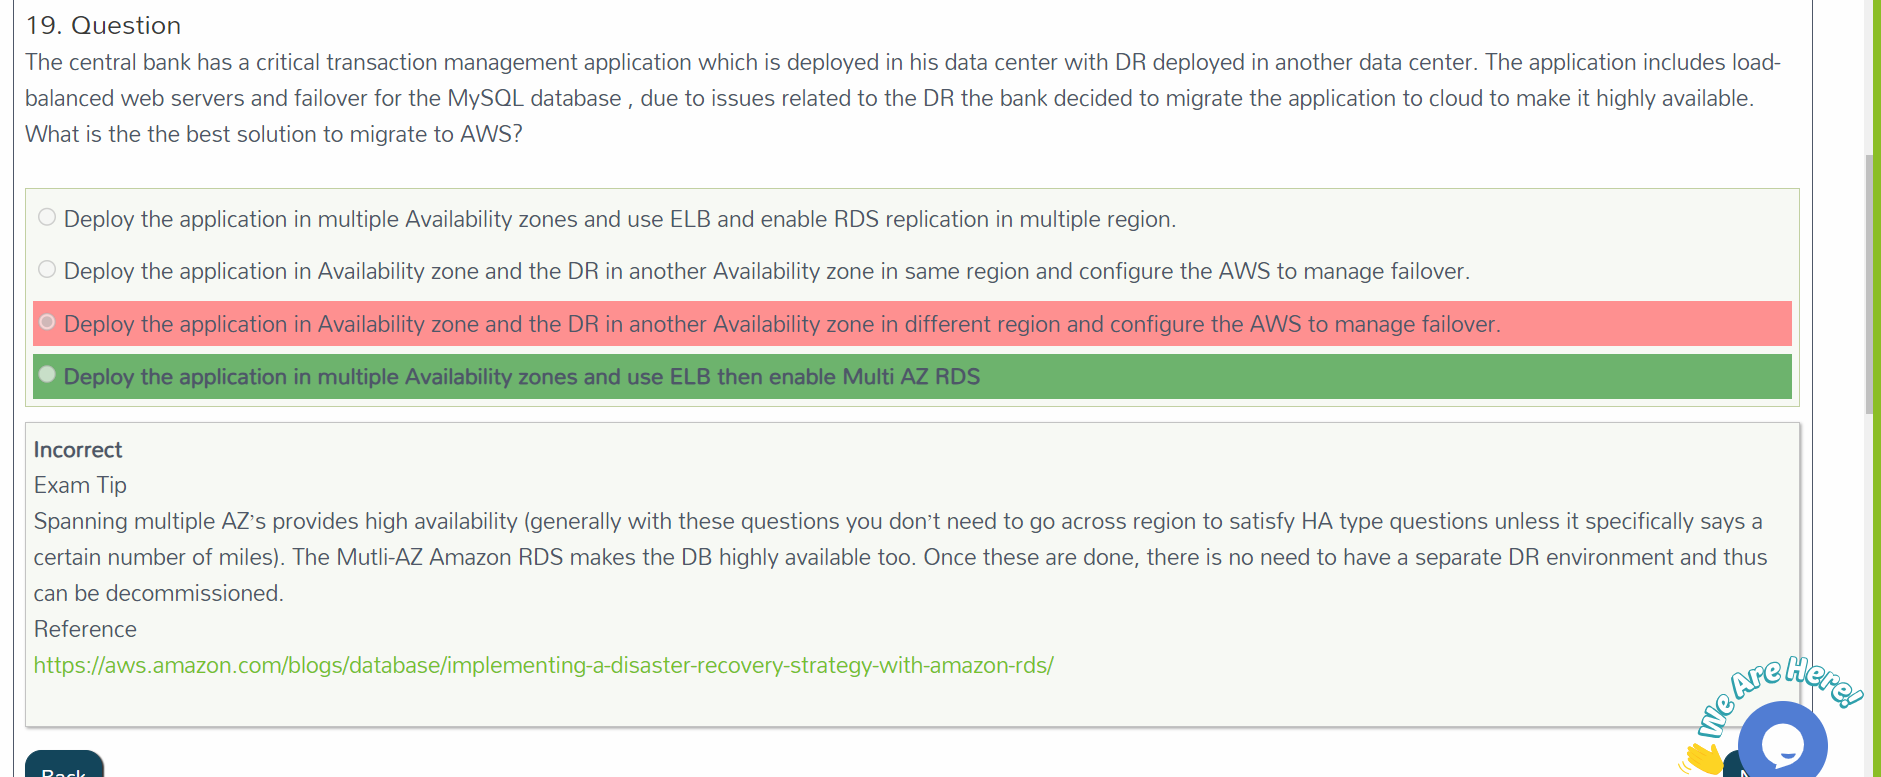 19. Question
The central bank has a critical transaction management application which is deployed in his data center with DR deployed in another data center. The application includes load-
balanced web servers and failover for the MySQL database , due to issues related to the DR the bank decided to migrate the application to cloud to make it highly available.
What is the the best solution to migrate to AWS?
Deploy the application in multiple Availability zones and use ELB and enable RDS replication in multiple region.
Deploy the application in Availability zone and the DR in another Availability zone in same region and configure the AWS to manage failover.
Deploy the application in Availability zone and the DR in another Availability zone in different region and configure the AWS to manage failover.
Deploy the application in multiple Availability zones and use ELB then enable Multi AZ RDS
Incorrect
Exam Tip
Spanning multiple AZ’s provides high availability (generally with these questions you don’t need to go across region to satisfy HA type questions unless it specifically says a
certain number of miles). The Mutli-AZ Amazon RDS makes the DB highly available too. Once these are done, there is no need to have a separate DR environment and thus
can be decommissioned.
Reference
https://aws.amazon.com/blogs/database/implementing-a-disaster-recovery-strategy-with-amazon-rds/
We Are Here!
Back